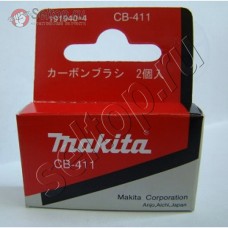 191940-4 CB-411
カーボンブラシ 2個入
makita
CB-411
Makita Corporation
Anjo, Aichi, Japan